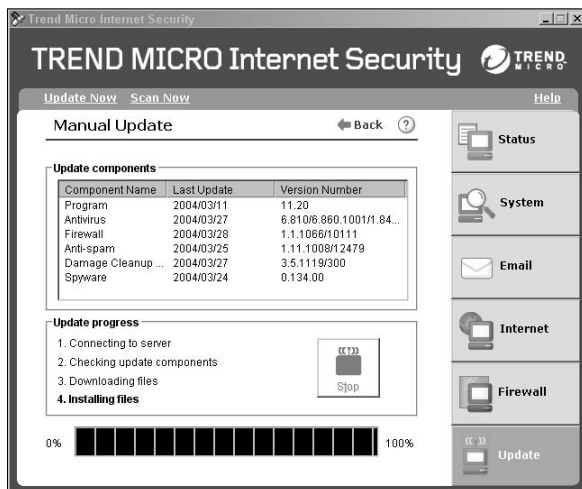 Trend Micro Internet Security
TREND MICRO Internet Security
TREND MICRO
Update Now Scan Now Help
Manual Update
Back ?
Update components
Component Name Last Update Version Number
Program 2004/03/11 11.20
Antivirus 2004/03/27 6.810/6.860.1001/1.84...
Firewall 2004/03/28 1.1.1066/10111
Anti-spam 2004/03/25 1.11.1008/12479
Damage Cleanup ... 2004/03/27 3.5.1119/300
Spyware 2004/03/24 0.134.00
Update progress
1. Connecting to server
2. Checking update components
3. Downloading files
4. Installing files
Stop
0% 100%
Status
System
Email
Internet
Firewall
Update